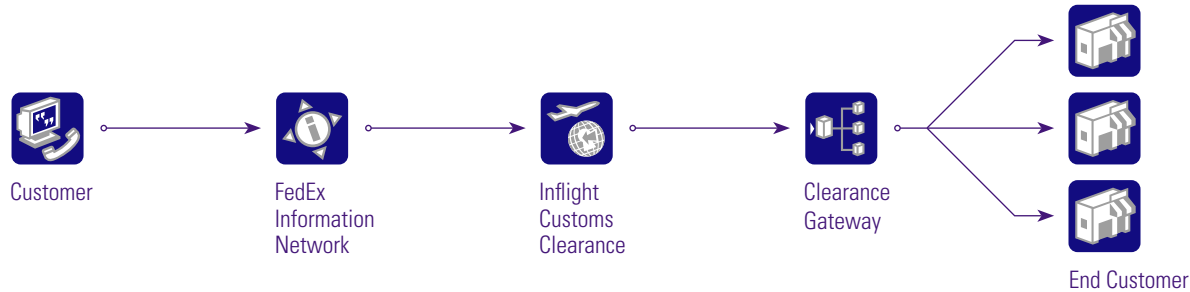 Customer
FedEx
Information
Network
Inflight
Customs
Clearance
Clearance
Gateway
End Customer